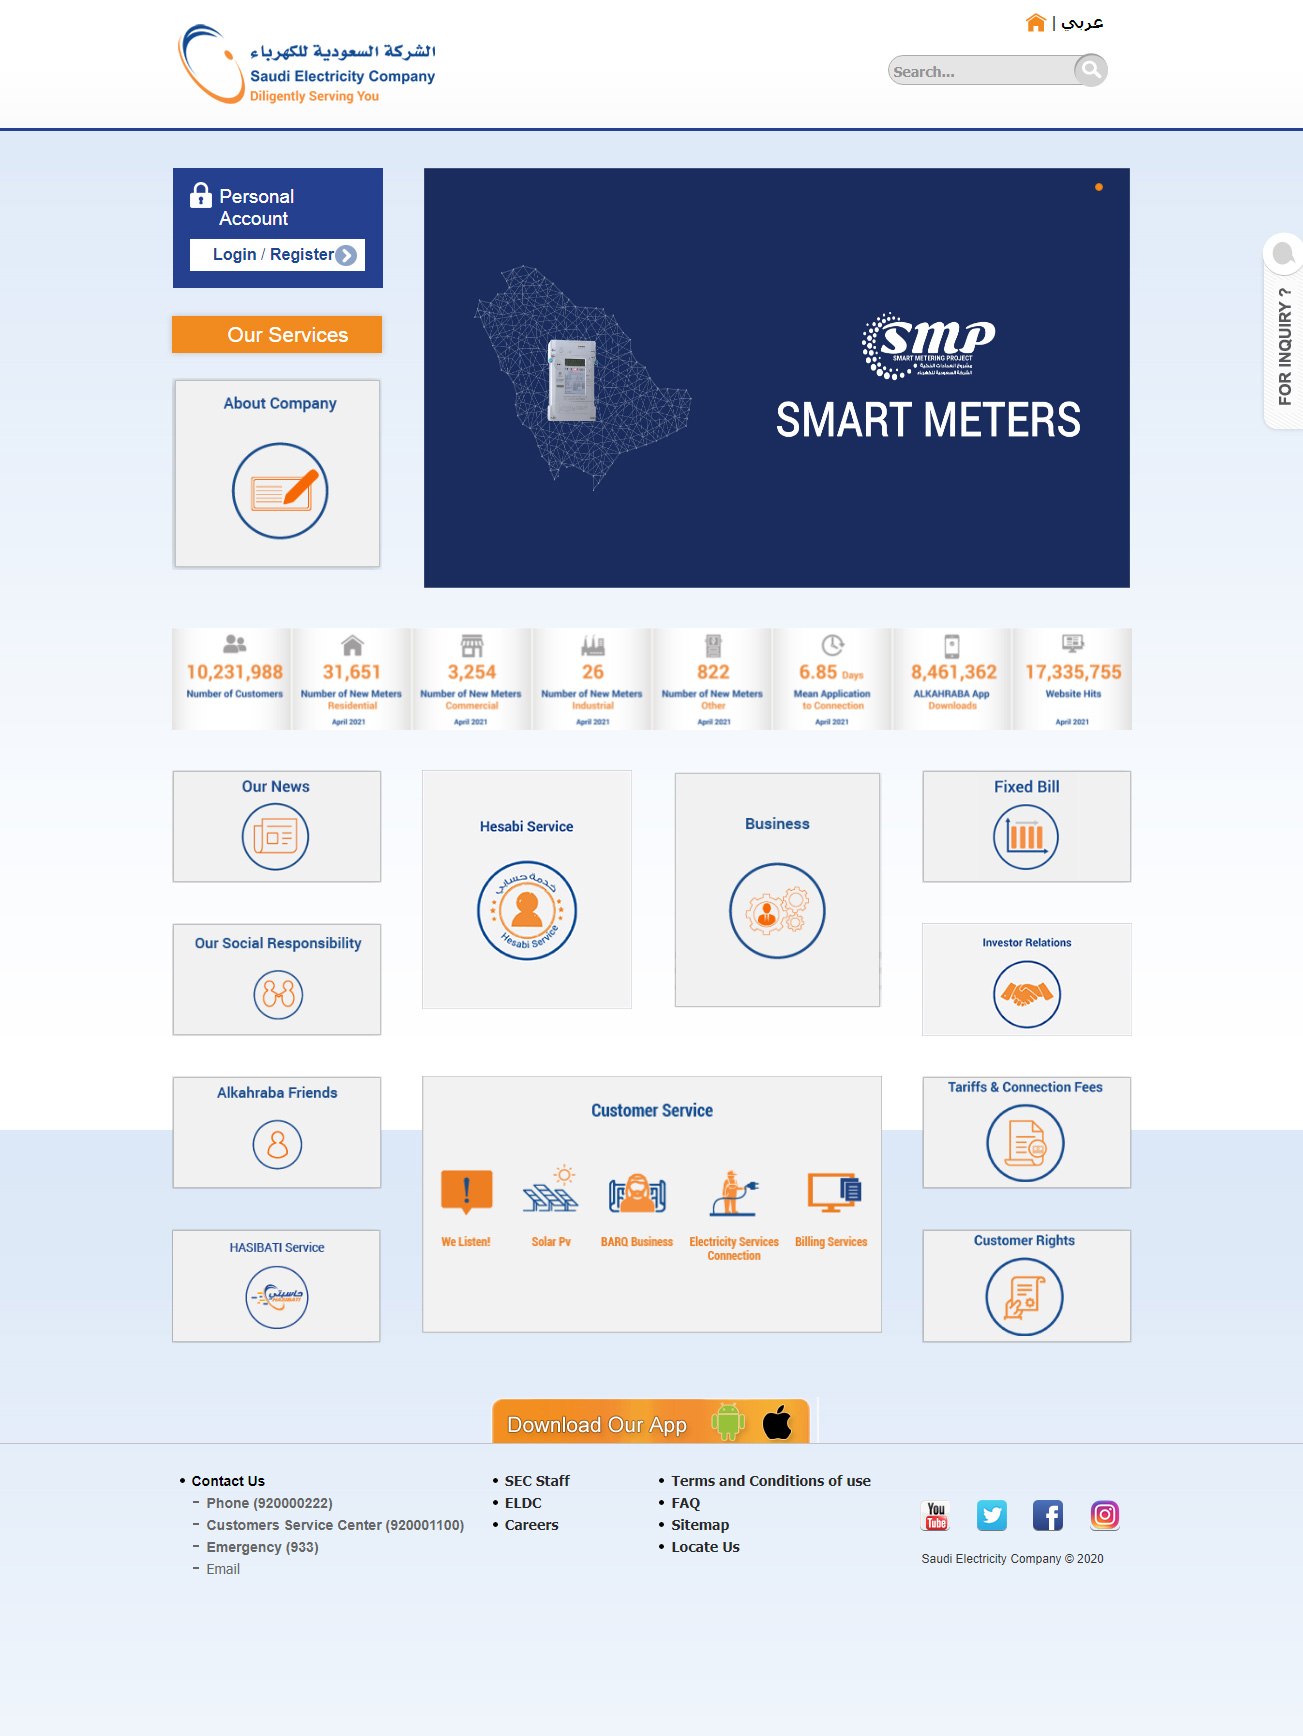 عربي |
الشركة السعودية للكهرباء
Saudi Electricity Company
Diligently Serving You
Search...
Personal
Account
Login / Register
Our Services
About Company
SMP
SMART METERING PROJECT
مشروع العدادات الذكية
الشركة السعودية للكهرباء
SMART METERS
FOR INQUIRY ?
10,231,988
Number of Customers
31,651
Number of New Meters
Residential
April 2021
3,254
Number of New Meters
Commercial
April 2021
26
Number of New Meters
Industrial
April 2021
822
Number of New Meters
Other
April 2021
6.85 Days
Mean Application
to Connection
April 2021
8,461,362
ALKAHRABA App
Downloads
17,335,755
Website Hits
April 2021
Our News
Hesabi Service
خدمة حسابي
Hesabi Service
Business
Fixed Bill
Our Social Responsibility
Investor Relations
Alkahraba Friends
Customer Service
We Listen!
Solar Pv
BARQ Business
Electricity Services
Connection
Billing Services
Tariffs & Connection Fees
HASIBATI Service
حاسبتي
HASIBATI
Customer Rights
Download Our App
• Contact Us
- Phone (920000222)
- Customers Service Center (920001100)
- Emergency (933)
- Email
• SEC Staff
• ELDC
• Careers
• Terms and Conditions of use
• FAQ
• Sitemap
• Locate Us
You
Tube
Saudi Electricity Company © 2020